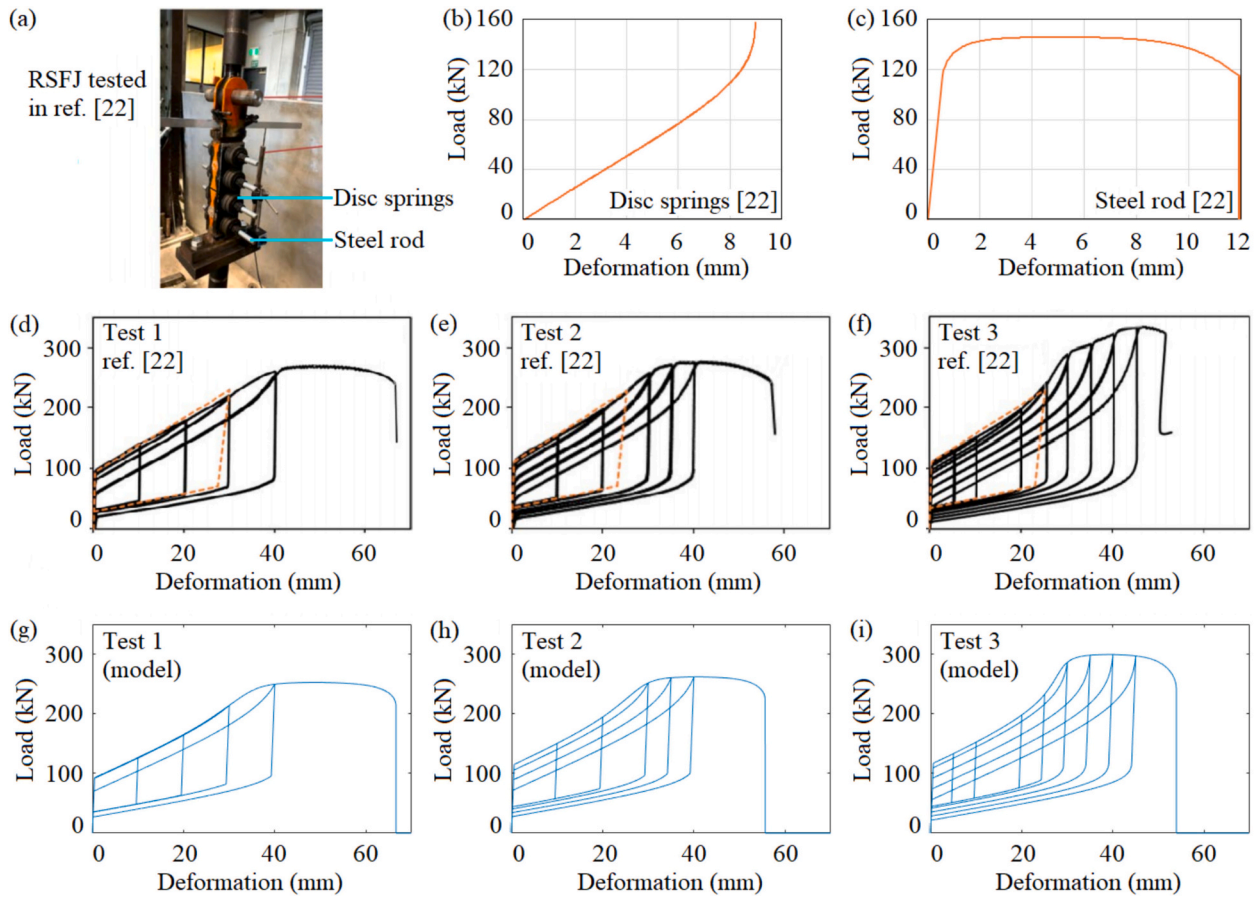 (a)
RSFJ tested
in ref. [22]
Disc springs
Steel rod
(b)
160
120
80
40
0
Load (kN)
Disc springs [22]
0 2 4 6 8 10
Deformation (mm)
(c)
160
120
80
40
0
Load (kN)
Steel rod [22]
0 2 4 6 8 10 12
Deformation (mm)
(d)
Test 1
ref. [22]
300
200
100
0
Load (kN)
0 20 40 60
Deformation (mm)
(e)
Test 2
ref. [22]
300
200
100
0
Load (kN)
0 20 40 60
Deformation (mm)
(f)
Test 3
ref. [22]
300
200
100
0
Load (kN)
0 20 40 60
Deformation (mm)
(g)
Test 1
(model)
300
200
100
0
Load (kN)
0 20 40 60
Deformation (mm)
(h)
Test 2
(model)
300
200
100
0
Load (kN)
0 20 40 60
Deformation (mm)
(i)
Test 3
(model)
300
200
100
0
Load (kN)
0 20 40 60
Deformation (mm)